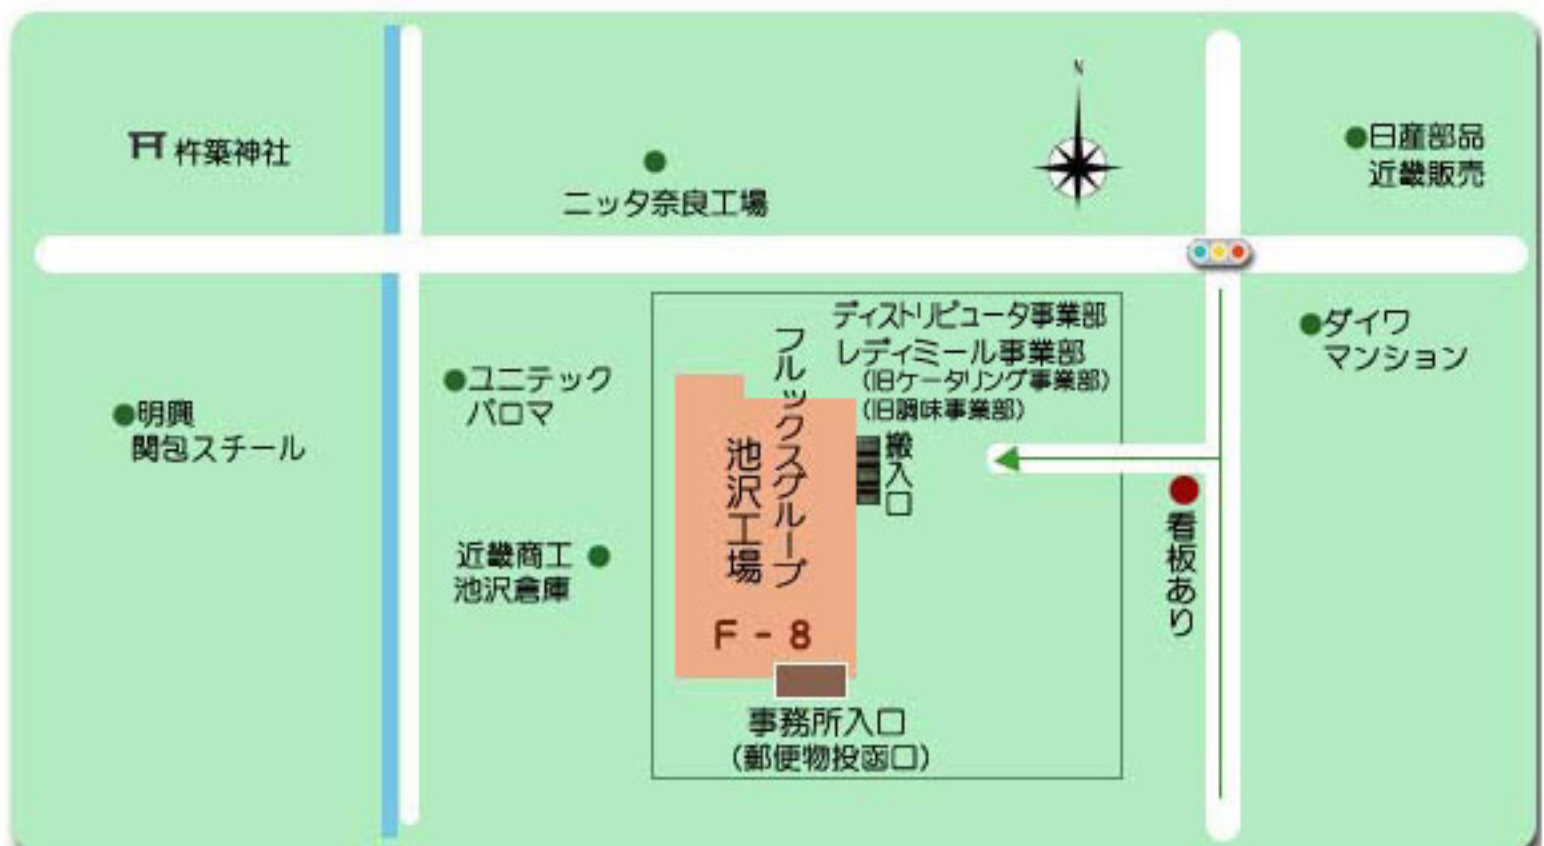 N
杵築神社
ニッタ奈良工場
日産部品
近畿販売
ディストリビュータ事業部
レディミール事業部
(旧ケータリング事業部)
(旧調味事業部)
ダイワ
マンション
ユニテック
パロマ
明興
関包スチール
フルックスグループ
池沢工場
搬入口
近畿商工
池沢倉庫
看板あり
F-8
事務所入口
(郵便物投函口)